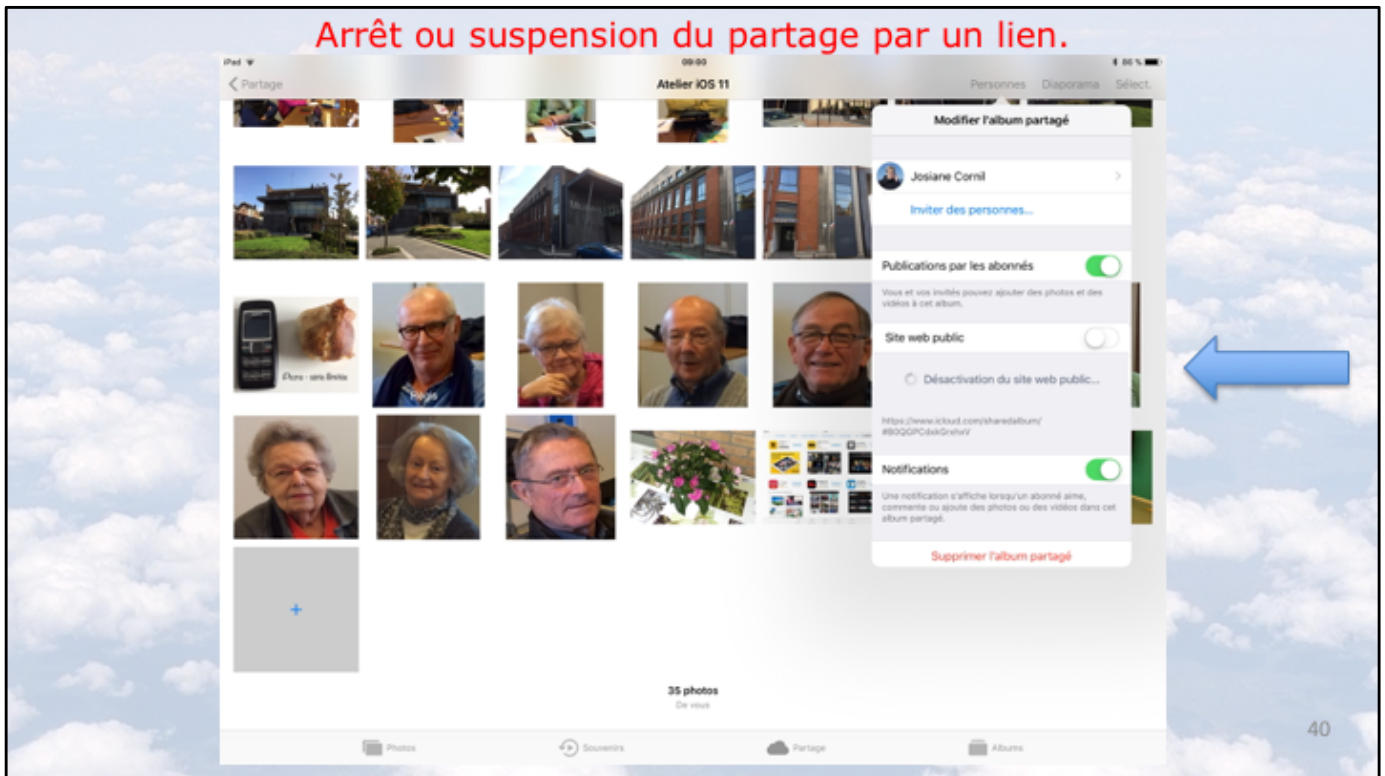 Arrêt ou suspension du partage par un lien.
iPad
09:00
86 %
Partage
Atelier iOS 11
Personnes Diaporama Sélect.
Modifier l'album partagé
Josiane Cornil
Inviter des personnes...
Publications par les abonnés
Vous et vos invités pouvez ajouter des photos et des
vidéos à cet album.
Site web public
Désactivation du site web public...
https://www.icloud.com/sharedalbum/
Notifications
Une notification s'affiche lorsqu'un abonné aime,
commente ou ajoute des photos ou des vidéos dans cet
album partagé.
Supprimer l'album partagé
Régis
+
35 photos
De vous
Photos Souvenirs Partage Albums
40